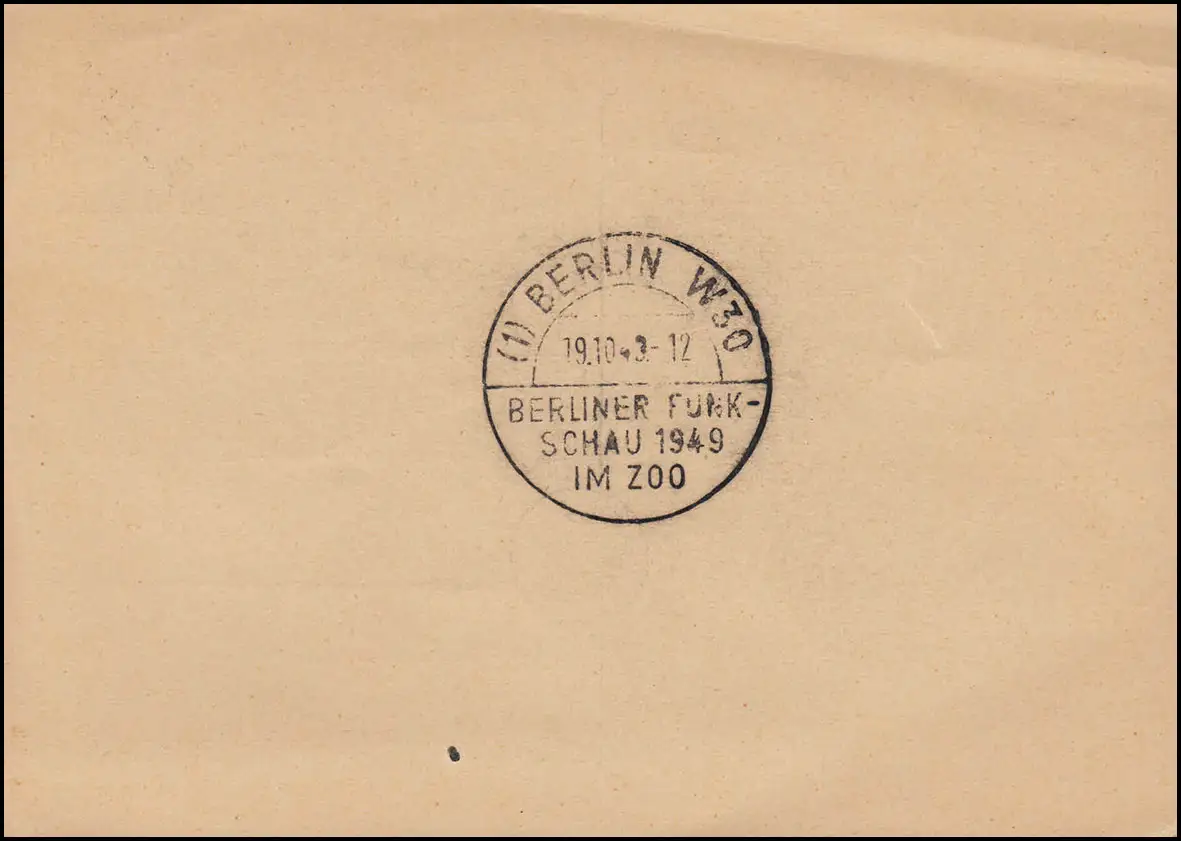 (1) BERLIN W30
19.10.49.- 12
BERLINER FUNK-
SCHAU 1949
IM ZOO